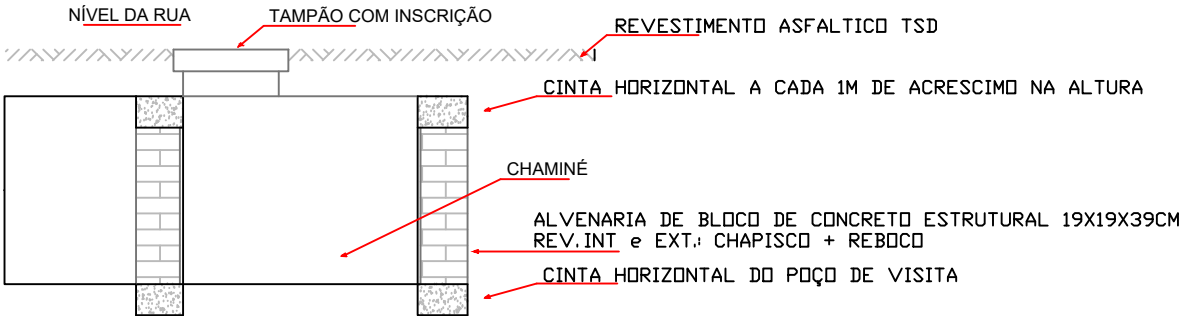 NÍVEL DA RUA
TAMPÃO COM INSCRIÇÃO
REVESTIMENTO ASFALTICO TSD
CINTA HORIZONTAL A CADA 1M DE ACRESCIMO NA ALTURA
CHAMINÉ
ALVENARIA DE BLOCO DE CONCRETO ESTRUTURAL 19X19X39CM
REV.INT e EXT.: CHAPISCO + REBOCO
CINTA HORIZONTAL DO POÇO DE VISITA